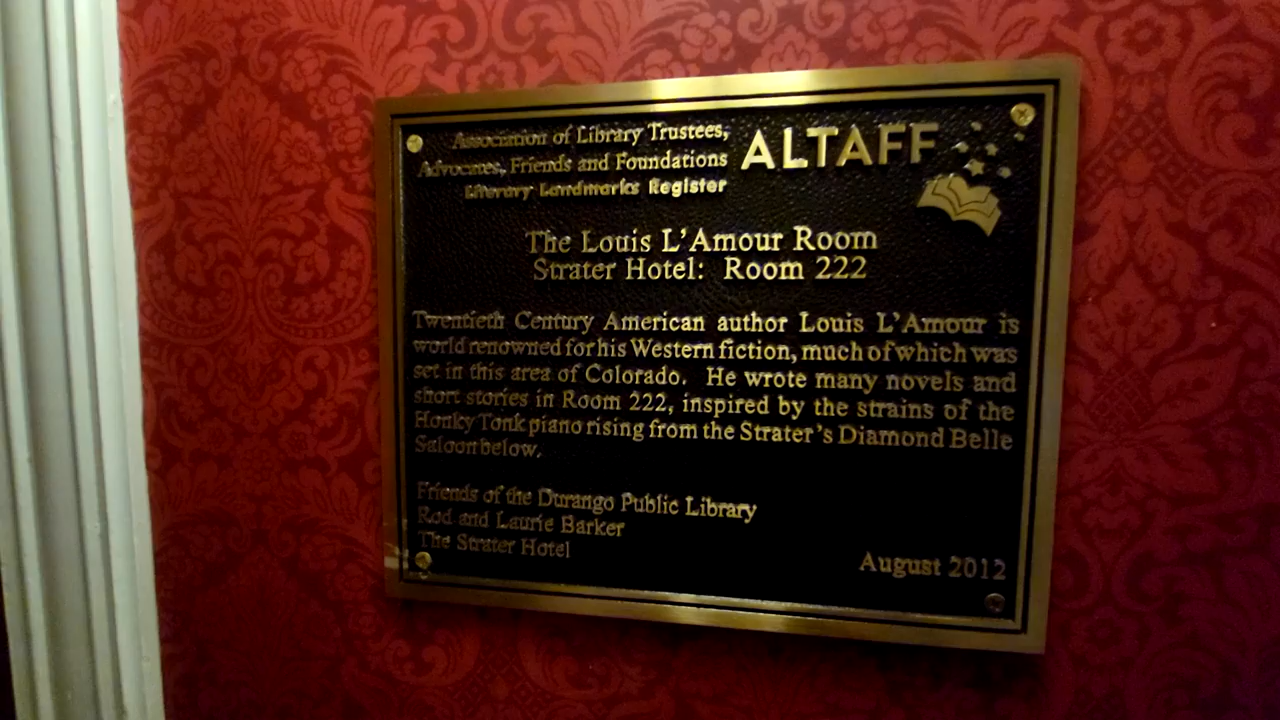 Association of Library Trustees,
Advocates, Friends and Foundations
Literary Landmarks Register
ALTAFF
The Louis L'Amour Room
Strater Hotel: Room 222
Twentieth Century American author Louis L'Amour is
world renowned for his Western fiction, much of which was
set in this area of Colorado. He wrote many novels and
short stories in Room 222, inspired by the strains of the
Honky Tonk piano rising from the Strater's Diamond Belle
Saloon below.
Friends of the Durango Public Library
Rod and Laurie Barker
The Strater Hotel
August 2012